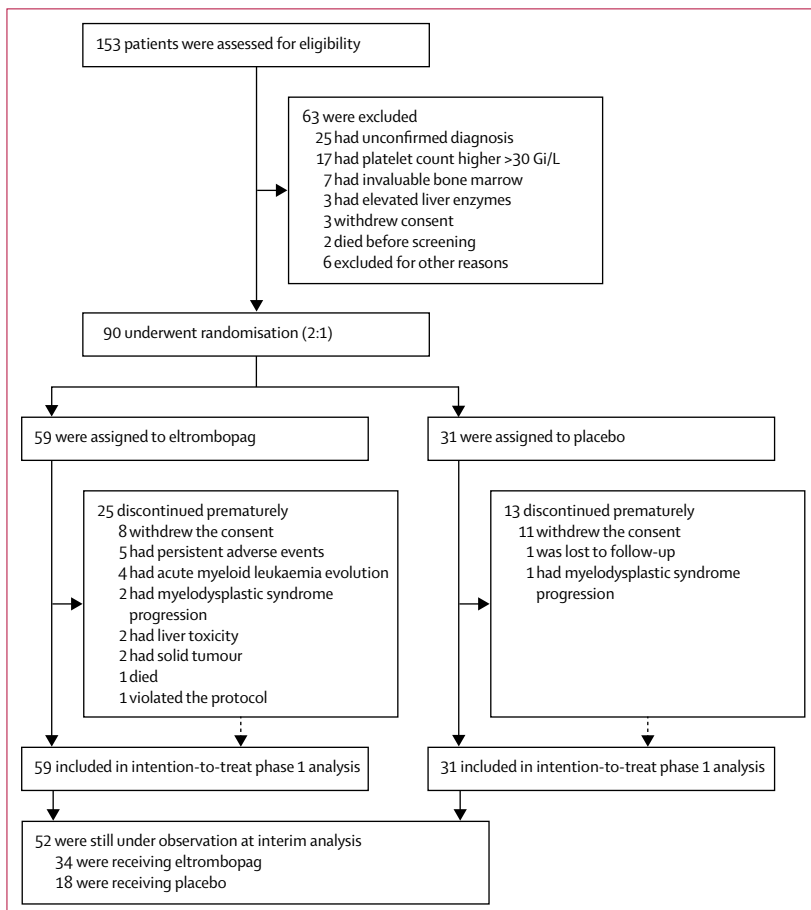 153 patients were assessed for eligibility
63 were excluded
25 had unconfirmed diagnosis
17 had platelet count higher >30 Gi/L
7 had invaluable bone marrow
3 had elevated liver enzymes
3 withdrew consent
2 died before screening
6 excluded for other reasons
90 underwent randomisation (2:1)
59 were assigned to eltrombopag
31 were assigned to placebo
25 discontinued prematurely
8 withdrew the consent
5 had persistent adverse events
4 had acute myeloid leukaemia evolution
2 had myelodysplastic syndrome
progression
2 had liver toxicity
2 had solid tumour
1 died
1 violated the protocol
13 discontinued prematurely
11 withdrew the consent
1 was lost to follow-up
1 had myelodysplastic syndrome
progression
59 included in intention-to-treat phase 1 analysis
31 included in intention-to-treat phase 1 analysis
52 were still under observation at interim analysis
34 were receiving eltrombopag
18 were receiving placebo